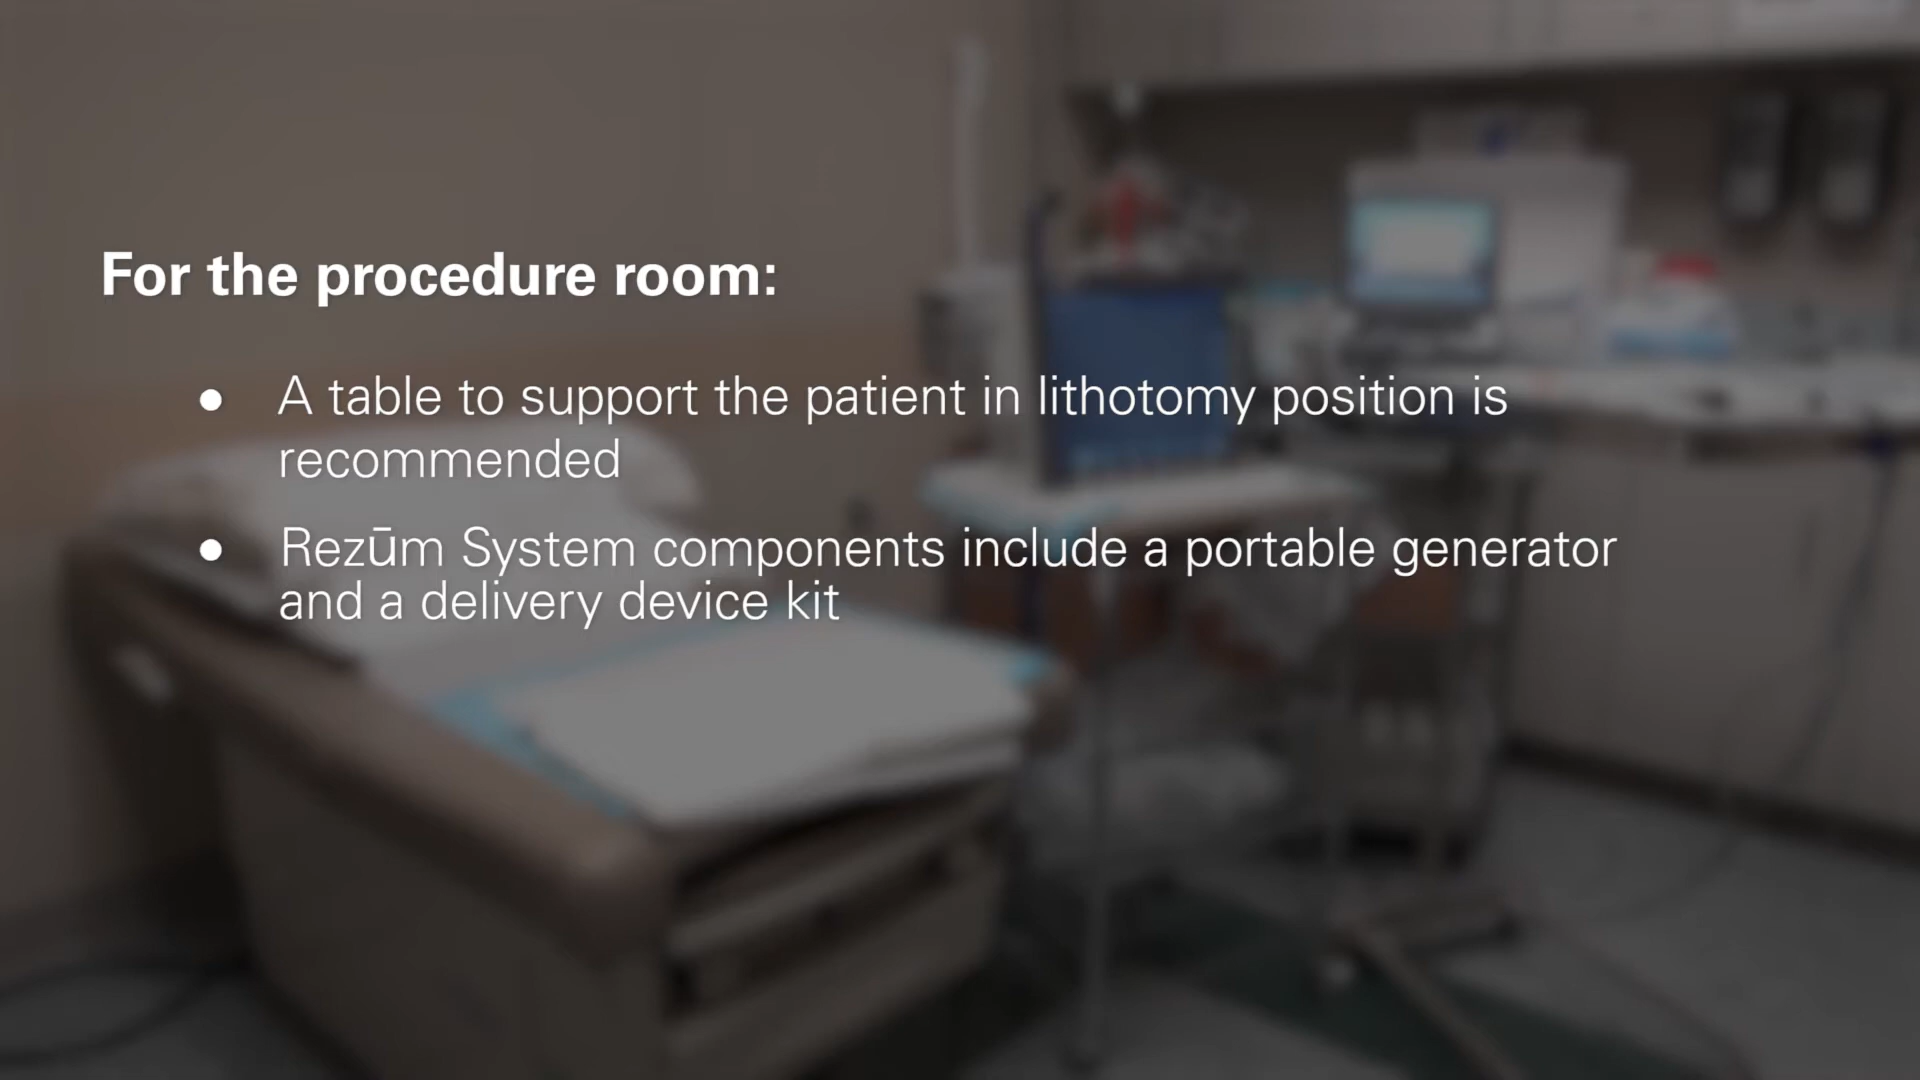 For the procedure room:
● A table to support the patient in lithotomy position is
recommended
● Rezūm System components include a portable generator
and a delivery device kit